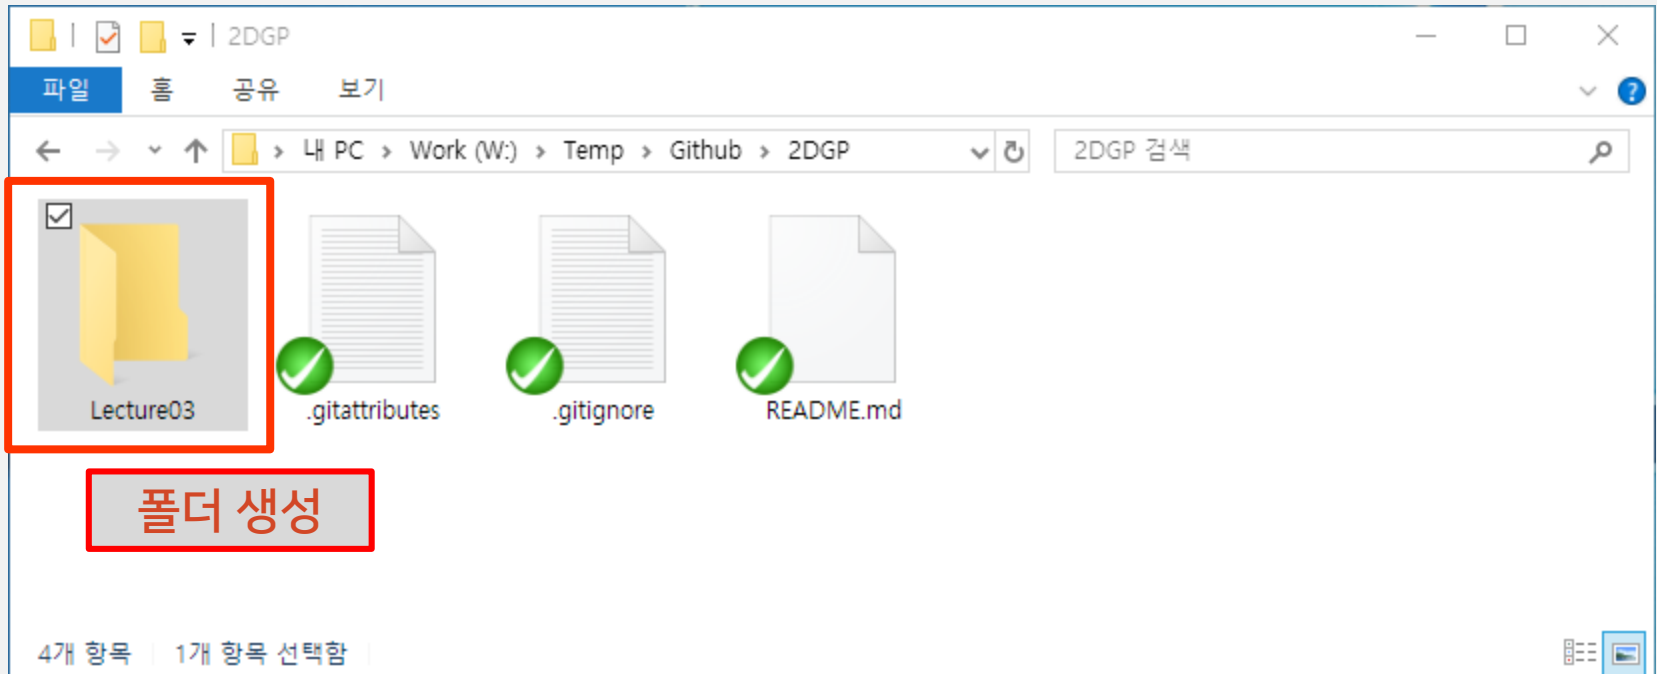 2DGP
파일 홈 공유 보기
내 PC > Work (W:) > Temp > Github > 2DGP 2DGP 검색
Lecture03 .gitattributes .gitignore README.md
폴더 생성
4개 항목 1개 항목 선택함